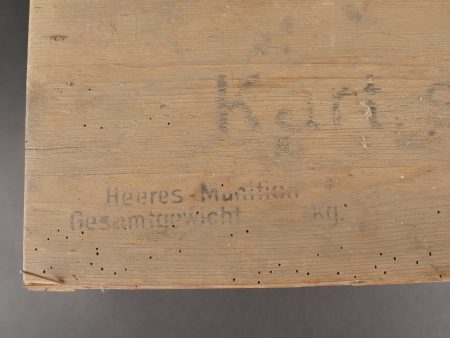 Kart.
Heeres-Munition
Gesamtgewicht kg.